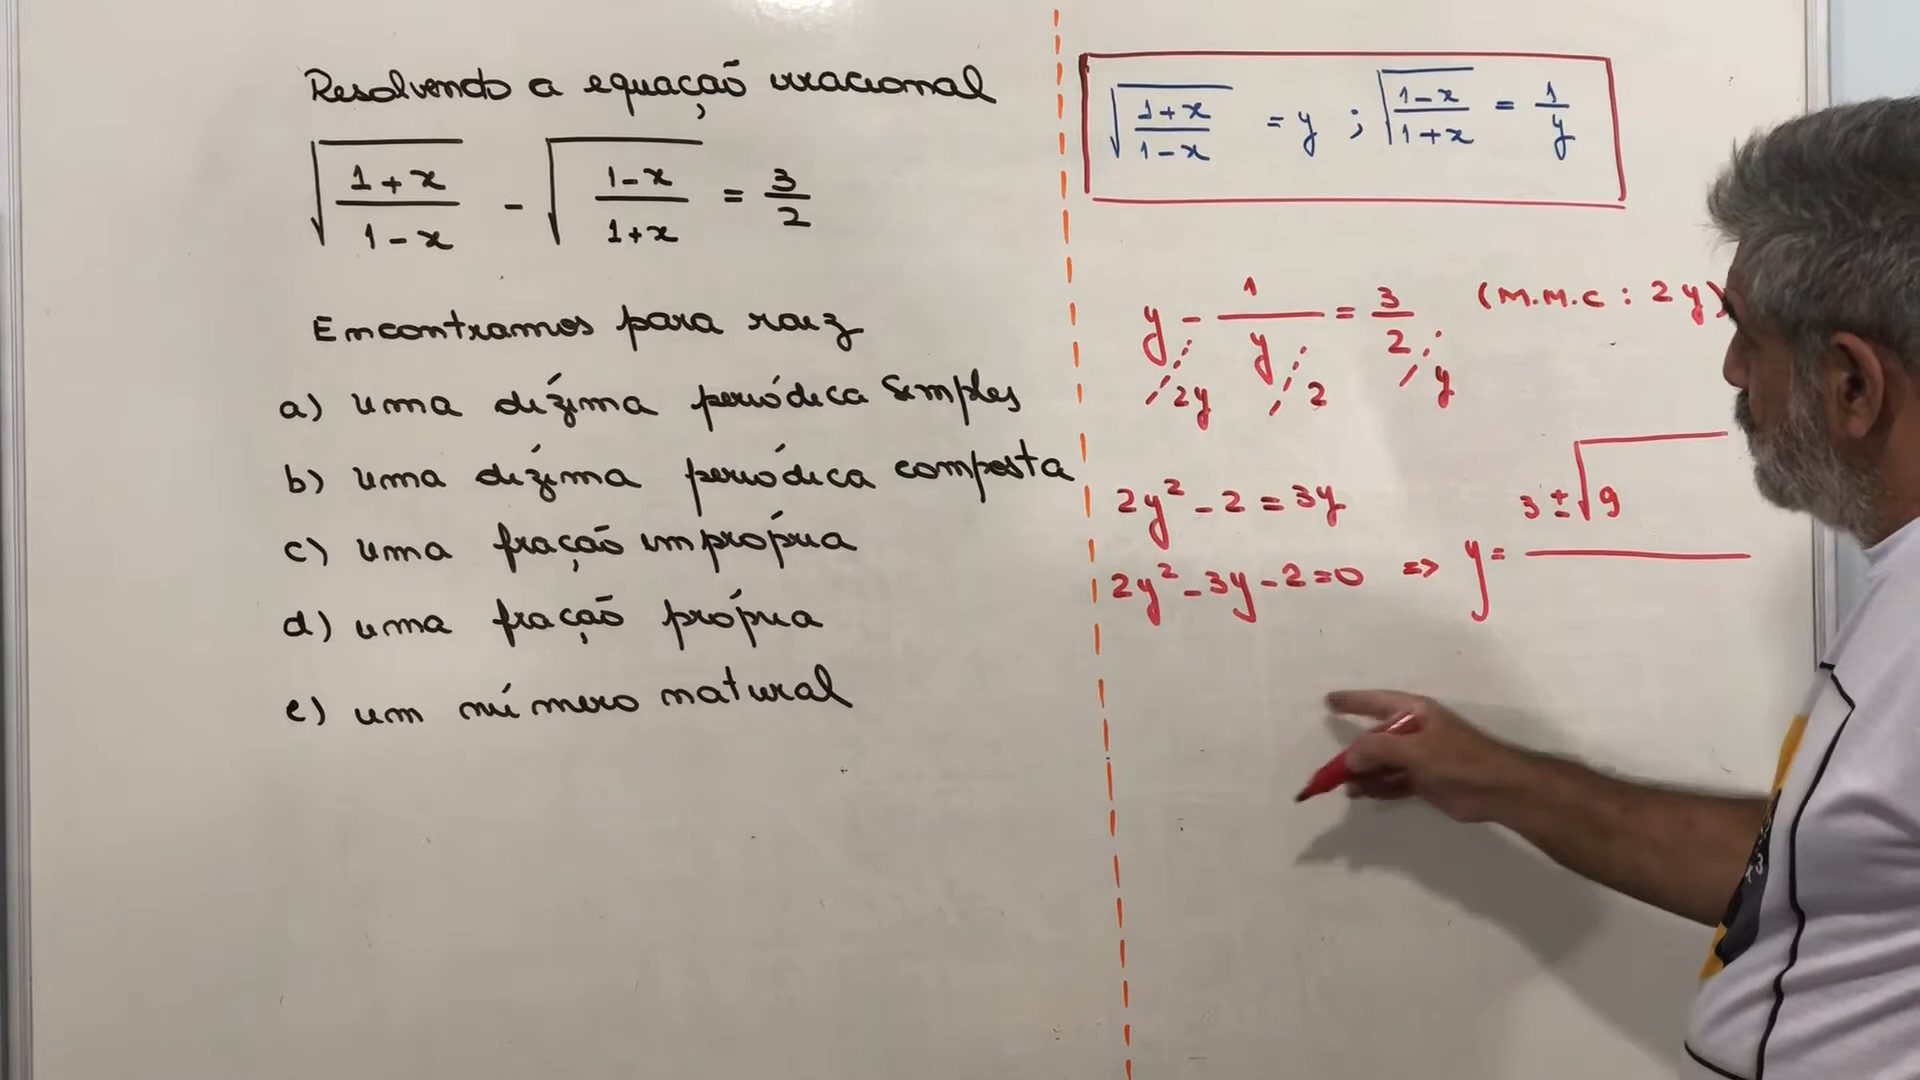 Resolvendo a equação irracional
√((1+x)/(1-x)) - √((1-x)/(1+x)) = 3/2
Encontramos para raiz
a) uma dízima periódica simples
b) uma dízima periódica composta
c) uma fração imprópria
d) uma fração própria
e) um número natural
√((1+x)/(1-x)) = y ; √((1-x)/(1+x)) = 1/y
y - 1/y = 3/2 (M.M.C : 2y)
2y 2 y
2y² - 2 = 3y
2y² - 3y - 2 = 0 => y = 3 ± √9